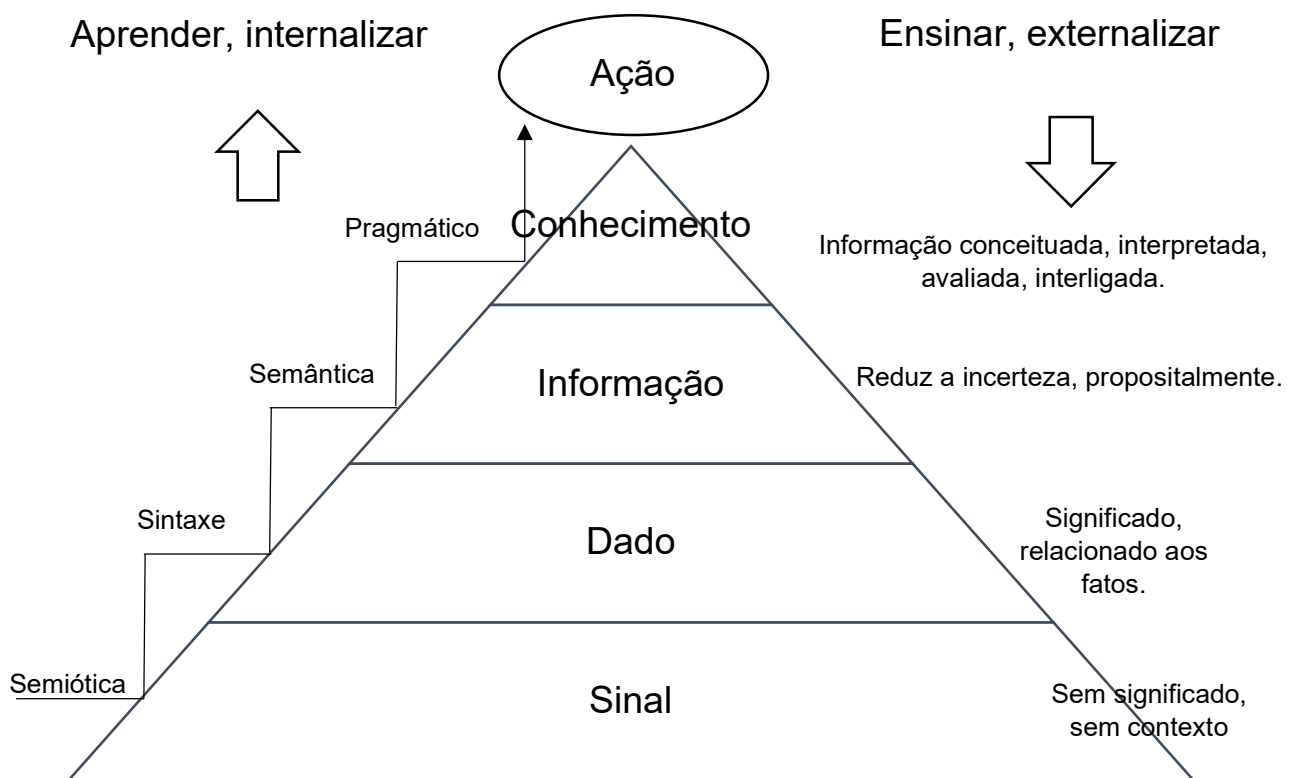 Aprender, internalizar
Ação
Ensinar, externalizar
Pragmático
Conhecimento
Informação conceituada, interpretada,
avaliada, interligada.
Semântica
Informação
Reduz a incerteza, propositalmente.
Sintaxe
Dado
Significado,
relacionado aos
fatos.
Semiótica
Sinal
Sem significado,
sem contexto